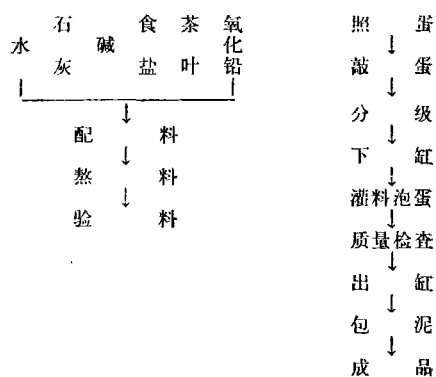 水
石灰
碱
食盐
茶叶
氧化铅
配料
熬料
验料
照蛋
敲蛋
分级
下缸
灌料泡蛋
质量检查
出缸
包泥
成品